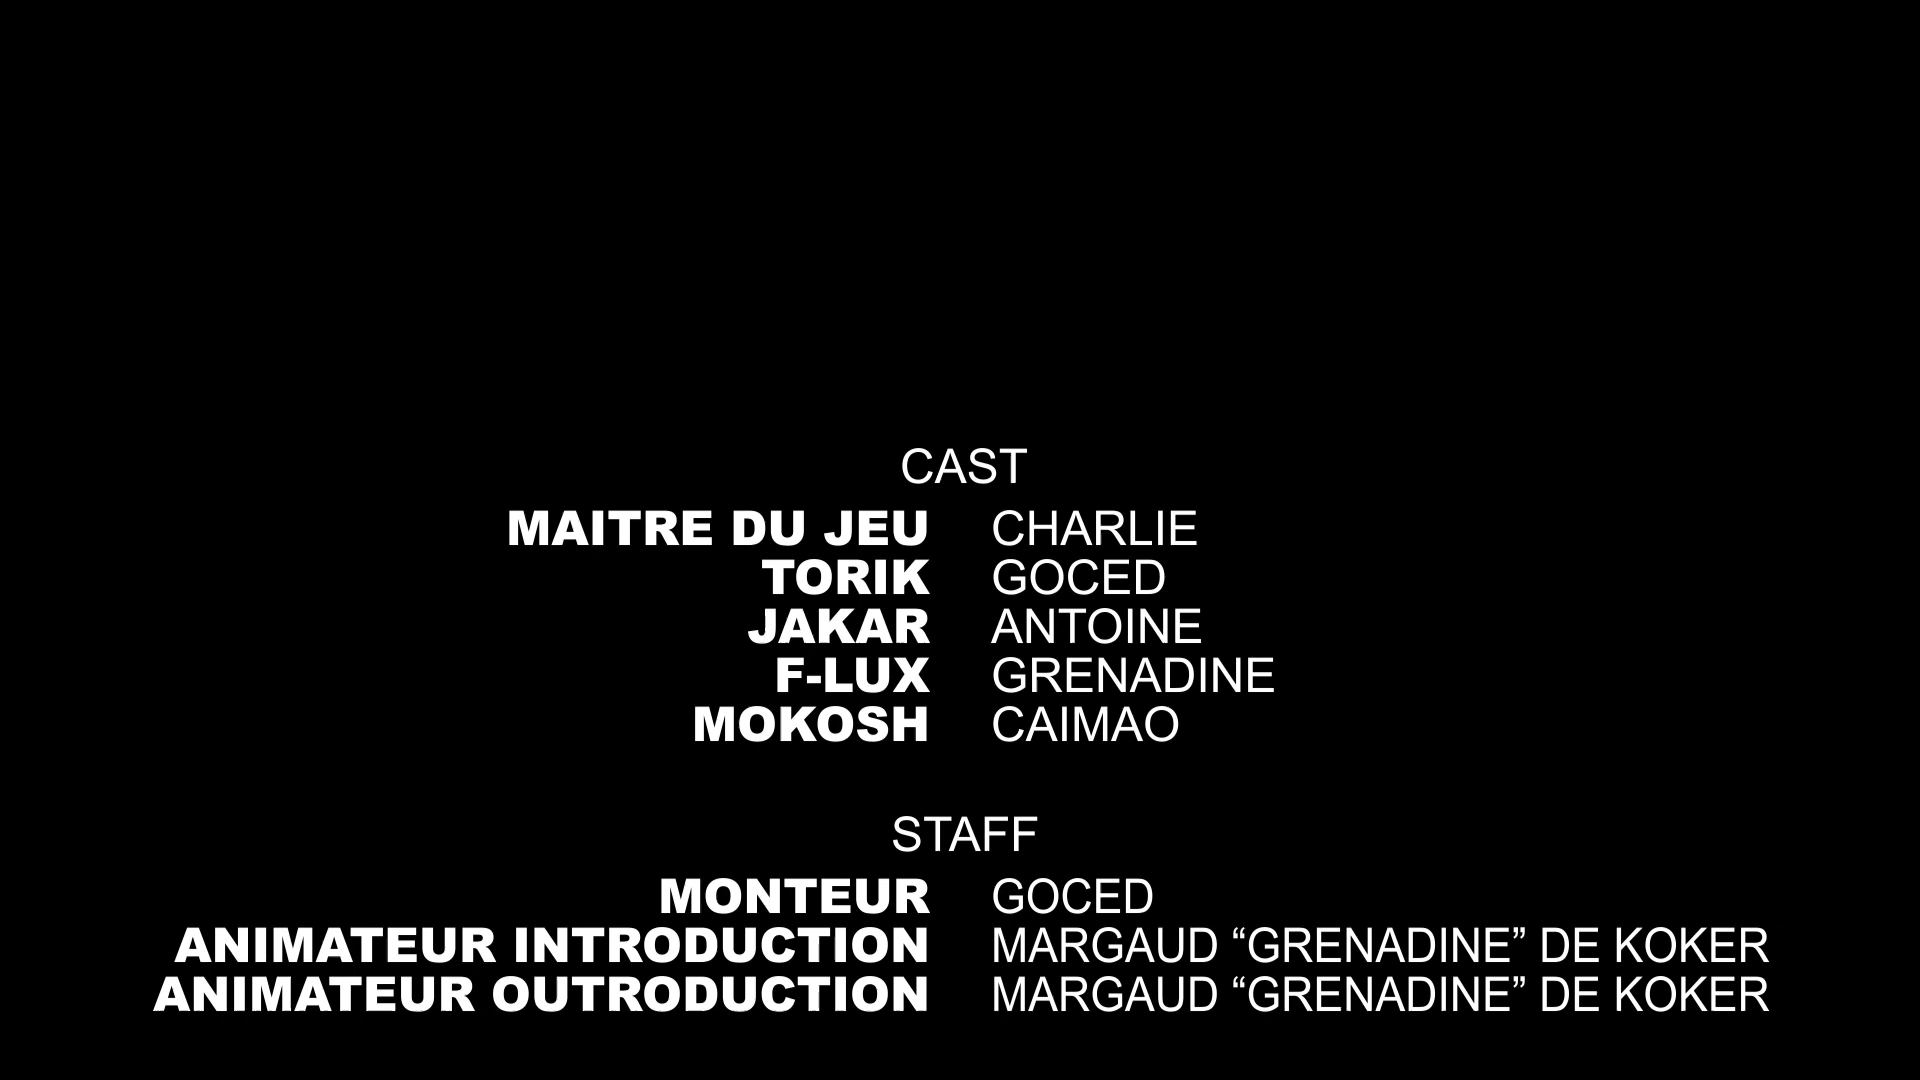 CAST
MAITRE DU JEU CHARLIE
TORIK GOCED
JAKAR ANTOINE
F-LUX GRENADINE
MOKOSH CAIMAO
STAFF
MONTEUR GOCED
ANIMATEUR INTRODUCTION MARGAUD “GRENADINE” DE KOKER
ANIMATEUR OUTRODUCTION MARGAUD “GRENADINE” DE KOKER